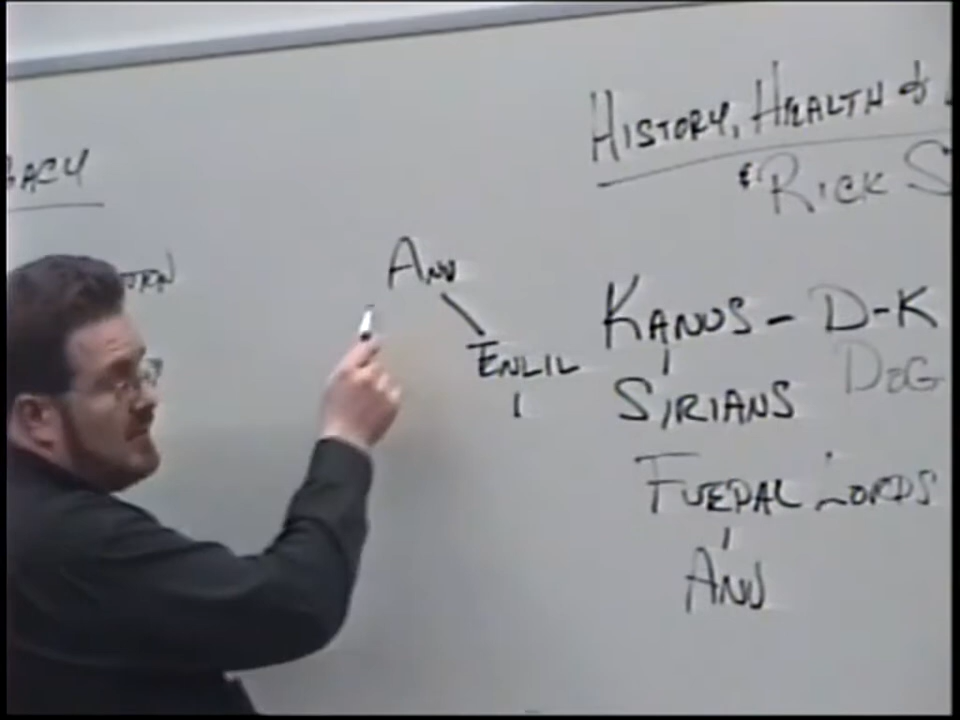 HISTORY, HEALTH &
& RICK S
ANU
ENLIL
KANUS - D-K
DOG
SIRIANS
FUEDAL LORDS
ANU